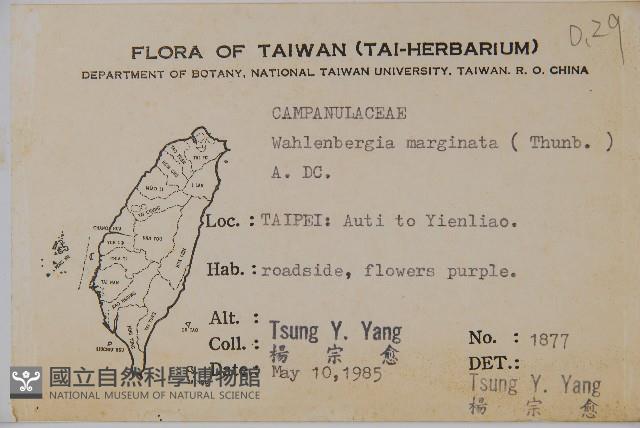 0.29
FLORA OF TAIWAN (TAI-HERBARIUM)
DEPARTMENT OF BOTANY, NATIONAL TAIWAN UNIVERSITY, TAIWAN. R. O. CHINA
CAMPANULACEAE
Wahlenbergia marginata ( Thunb. )
A. DC.
Loc. : TAIPEI: Auti to Yienliao.
Hab.: roadside, flowers purple.
Alt. :
Coll.: Tsung Y. Yang
楊 宗 愈
No. : 1877
Date: May 10,1985
DET.:
Tsung Y. Yang
楊 宗 愈
國立自然科學博物館
NATIONAL MUSEUM OF NATURAL SCIENCE